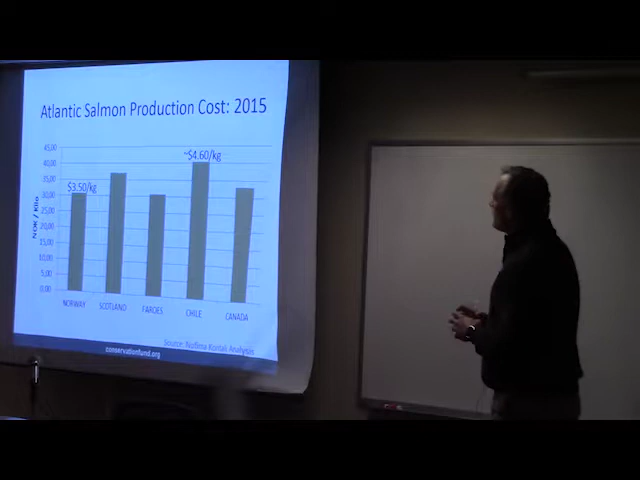 Atlantic Salmon Production Cost: 2015
45,00
40,00
35,00
30,00
25,00
20,00
15,00
10,00
5,00
0,00
NOK / Kilo
$3.50/kg
~$4.60/kg
NORWAY
SCOTLAND
FAROES
CHILE
CANADA
Source: Nofima Kontali Analysis
conservationfund.org